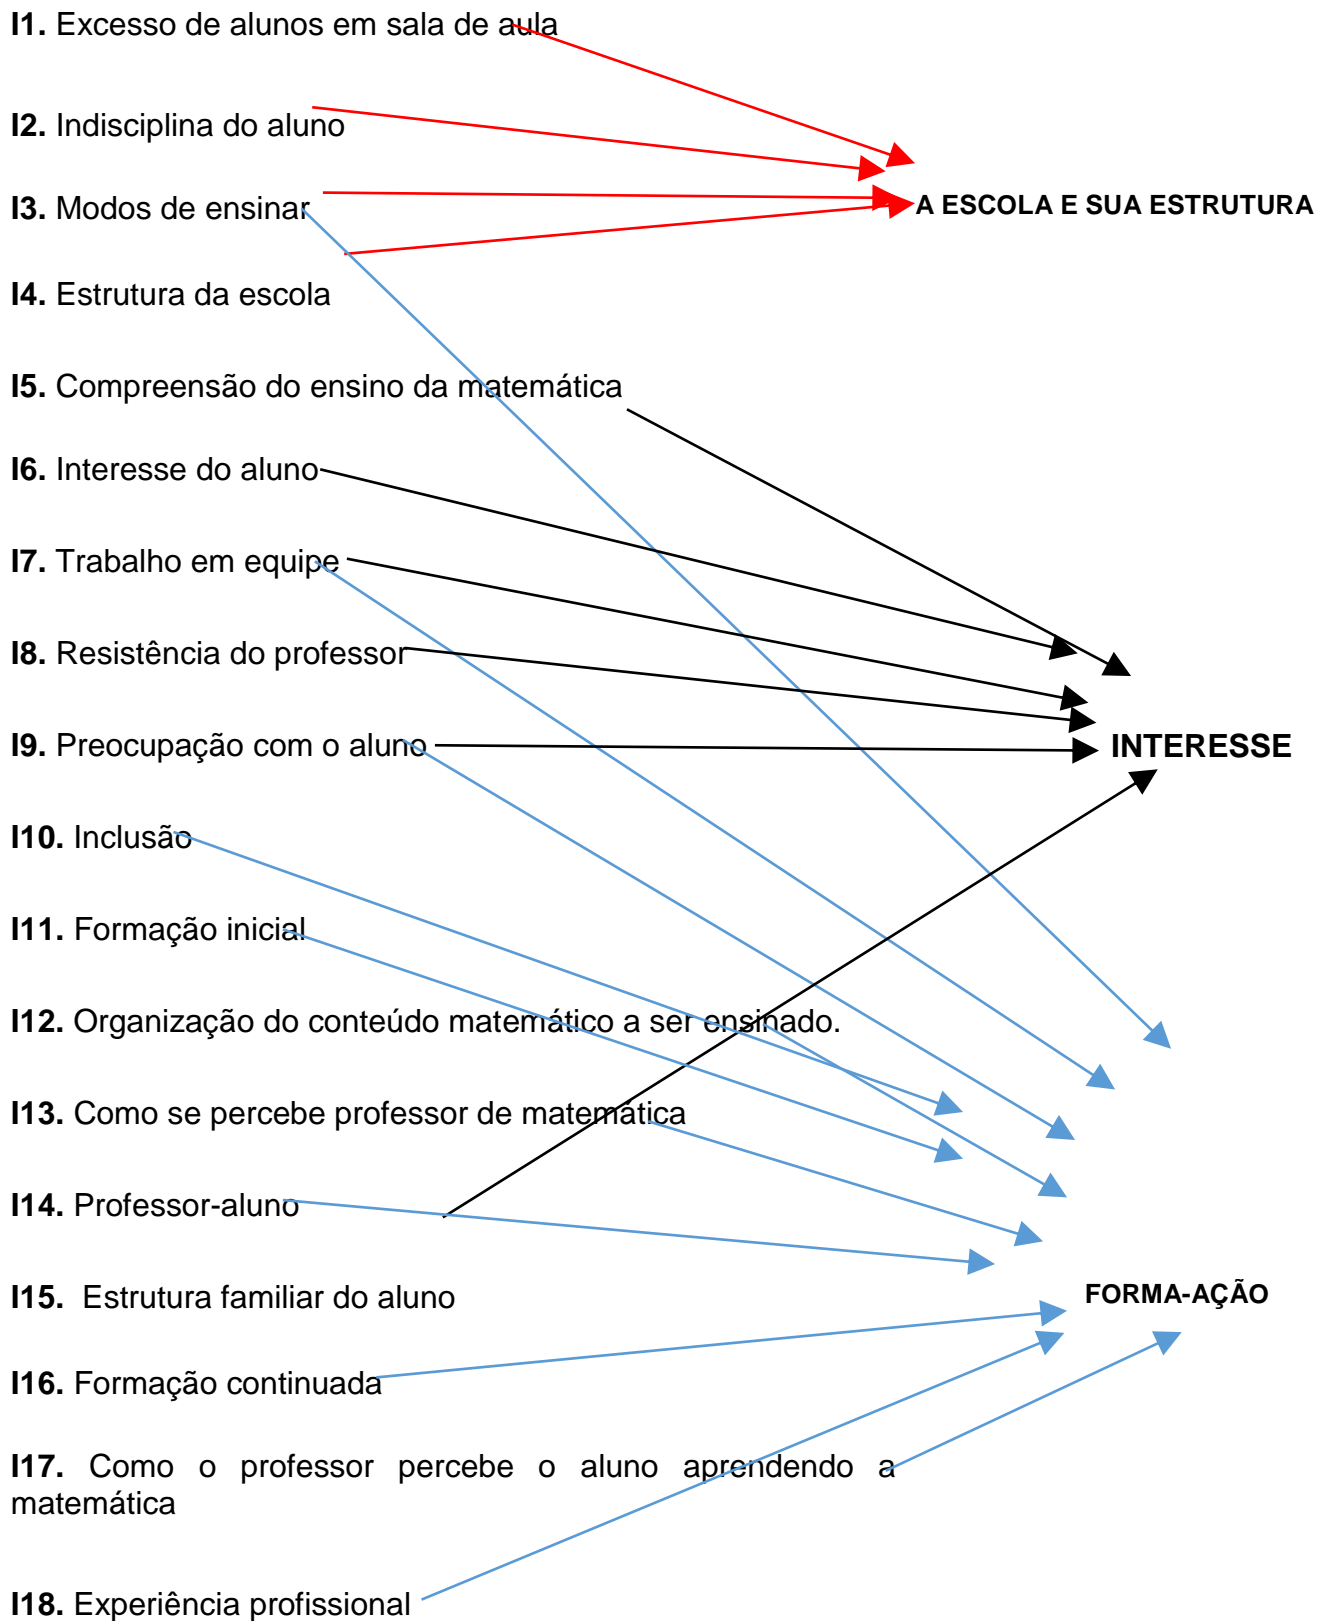 I1. Excesso de alunos em sala de aula
I2. Indisciplina do aluno
I3. Modos de ensinar
A ESCOLA E SUA ESTRUTURA
I4. Estrutura da escola
I5. Compreensão do ensino da matemática
I6. Interesse do aluno
I7. Trabalho em equipe
I8. Resistência do professor
I9. Preocupação com o aluno
INTERESSE
I10. Inclusão
I11. Formação inicial
I12. Organização do conteúdo matemático a ser ensinado.
I13. Como se percebe professor de matemática
I14. Professor-aluno
I15. Estrutura familiar do aluno
FORMA-AÇÃO
I16. Formação continuada
I17. Como o professor percebe o aluno aprendendo a
matemática
I18. Experiência profissional